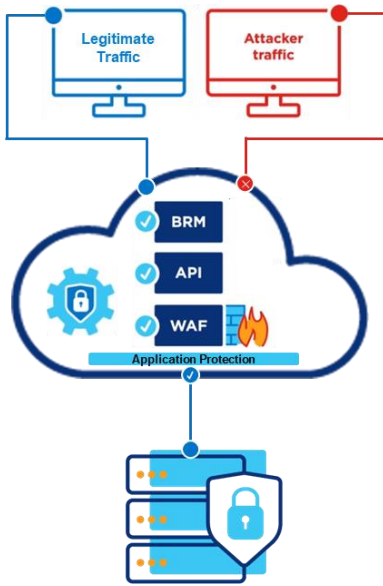 Legitimate
Traffic
Attacker
traffic
BRM
API
WAF
Application Protection